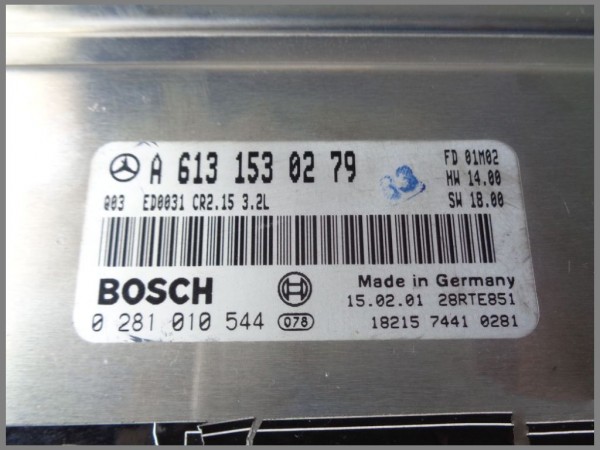 A 613 153 02 79
FD 01M02
Q03 ED0031 CR2.15 3.2L
HW 14.00
SW 18.00
33
BOSCH
Made in Germany
15.02.01 28RTE851
0 281 010 544 078
18215 7441 0281